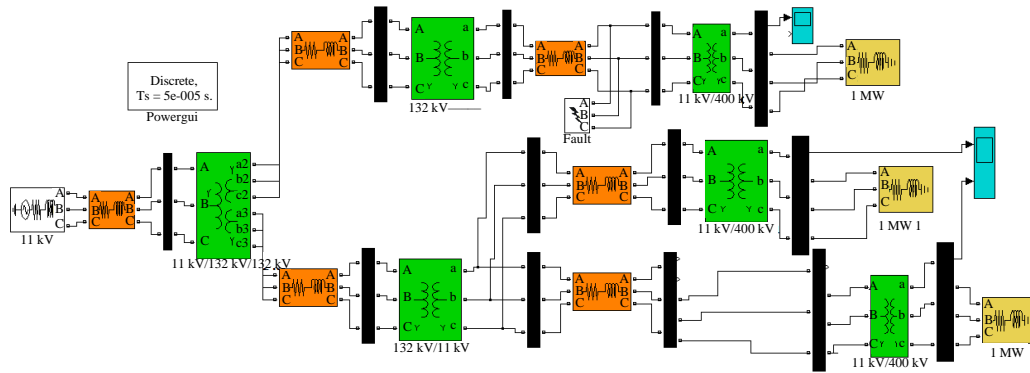 Discrete,
Ts = 5e-005 s.
Powergui
A
B
C
11 kV
A
B
C
A
B
C
A
B
C
a2
b2
c2
a3
b3
c3
11 kV/132 kV/132 kV
A
B
C
A
B
C
A
B
C
a
b
c
132 kV
A
B
C
A
B
C
A
B
C
Fault
A
B
C
a
b
c
11 kV/400 kV
A
B
C
1 MW
A
B
C
A
B
C
A
B
C
a
b
c
132 kV/11 kV
A
B
C
A
B
C
A
B
C
a
b
c
11 kV/400 kV
A
B
C
1 MW 1
A
B
C
A
B
C
A
B
C
a
b
c
11 kV/400 kV
A
B
C
1 MW